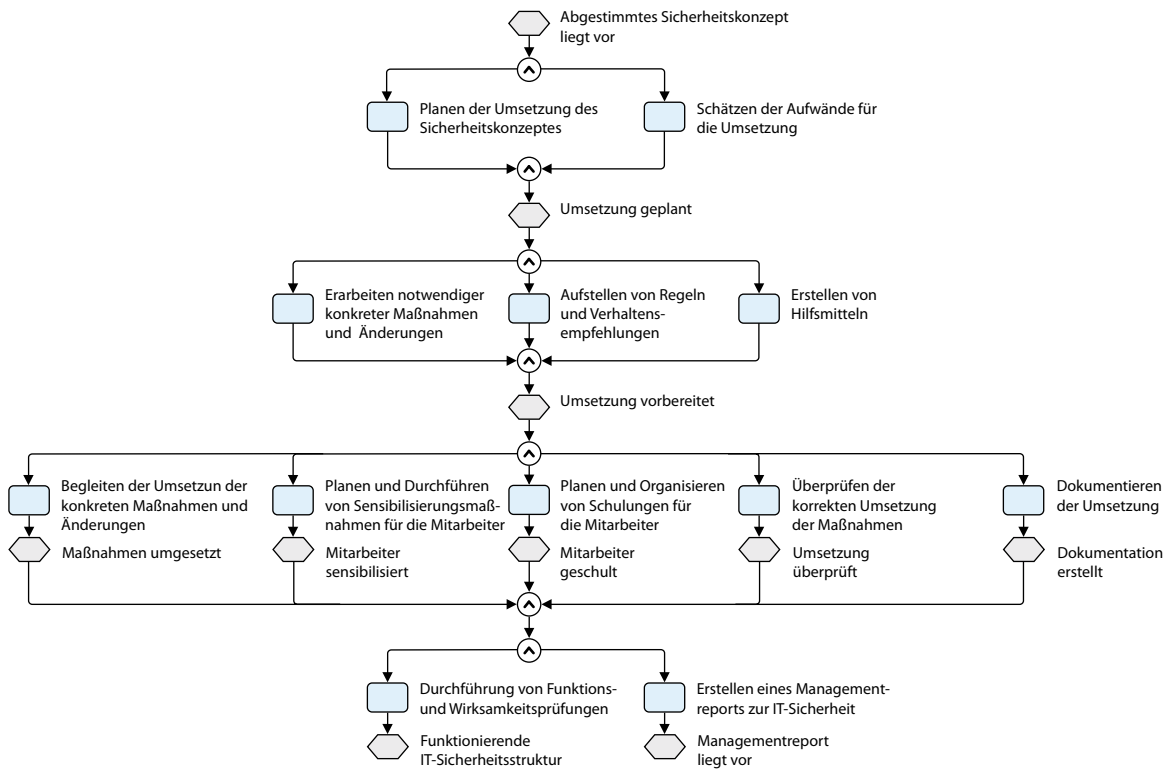 Abgestimmtes Sicherheitskonzept
liegt vor
Planen der Umsetzung des
Sicherheitskonzeptes
Schätzen der Aufwände für
die Umsetzung
Umsetzung geplant
Erarbeiten notwendiger
konkreter Maßnahmen
und Änderungen
Aufstellen von Regeln
und Verhaltens-
empfehlungen
Erstellen von
Hilfsmitteln
Umsetzung vorbereitet
Begleiten der Umsetzun der
konkreten Maßnahmen und
Änderungen
Planen und Durchführen
von Sensibilisierungsmaß-
nahmen für die Mitarbeiter
Planen und Organisieren
von Schulungen für
die Mitarbeiter
Überprüfen der
korrekten Umsetzung
der Maßnahmen
Dokumentieren
der Umsetzung
Maßnahmen umgesetzt
Mitarbeiter
sensibilisiert
Mitarbeiter
geschult
Umsetzung
überprüft
Dokumentation
erstellt
Durchführung von Funktions-
und Wirksamkeitsprüfungen
Erstellen eines Management-
reports zur IT-Sicherheit
Funktionierende
IT-Sicherheitsstruktur
Managementreport
liegt vor